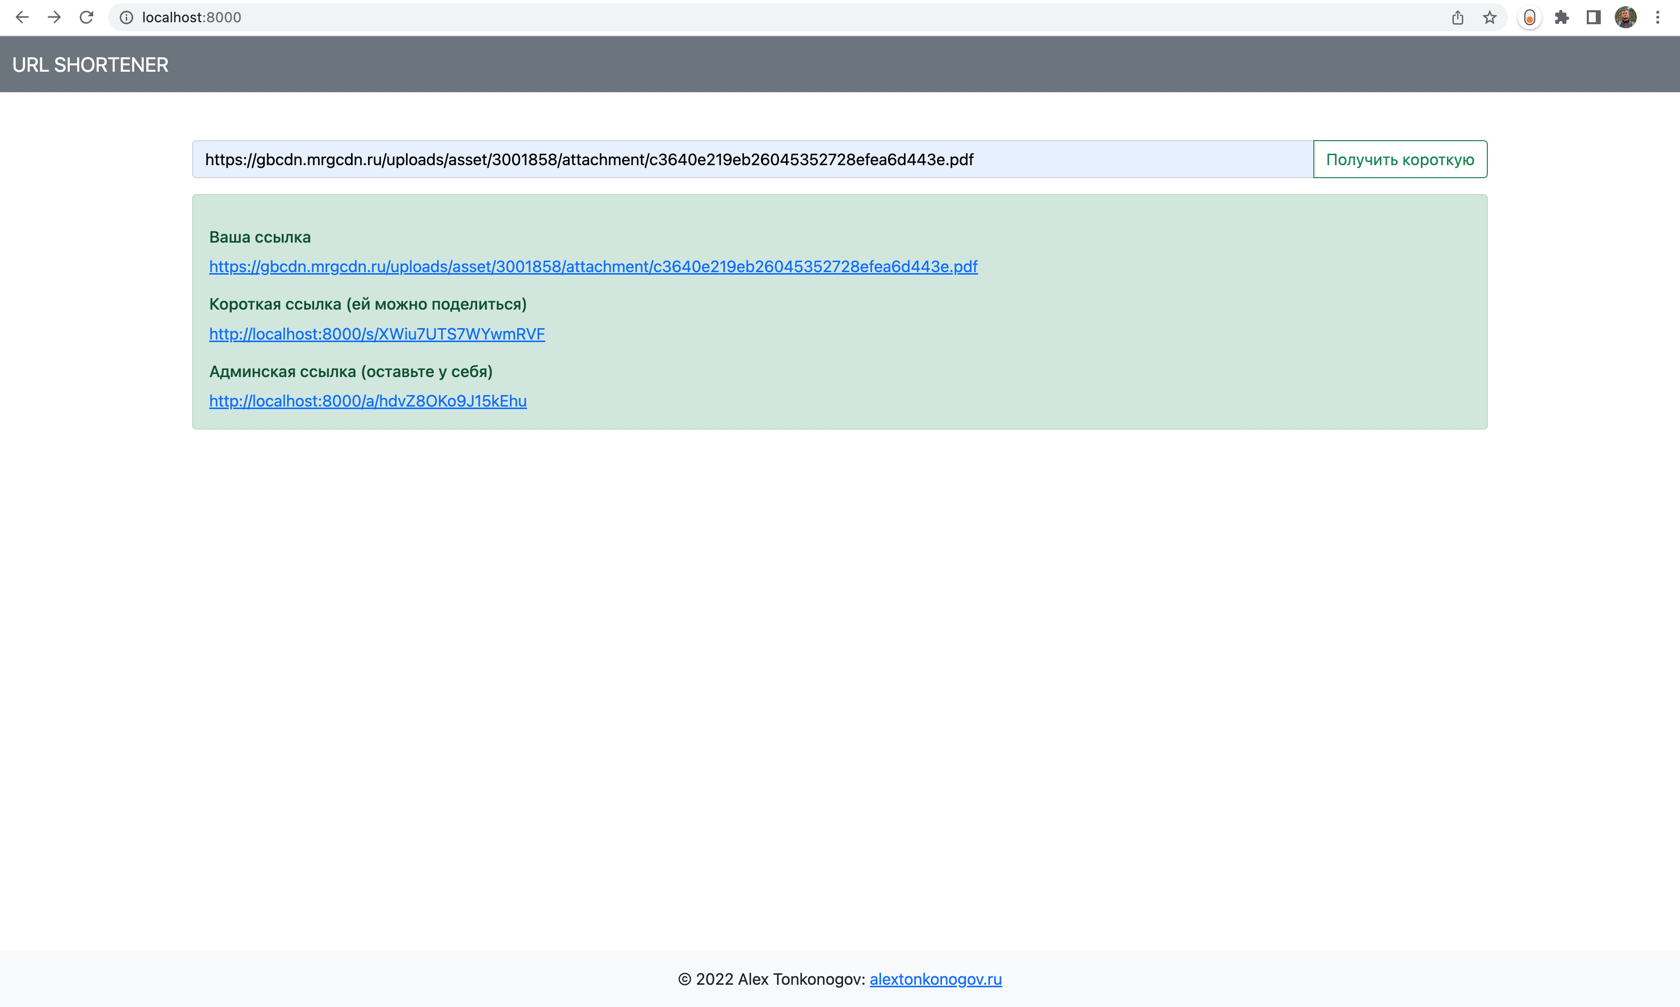 localhost:8000
URL SHORTENER
https://gbcdn.mrgcdn.ru/uploads/asset/3001858/attachment/c3640e219eb26045352728efea6d443e.pdf
Получить короткую
Ваша ссылка
https://gbcdn.mrgcdn.ru/uploads/asset/3001858/attachment/c3640e219eb26045352728efea6d443e.pdf
Короткая ссылка (ей можно поделиться)
http://localhost:8000/s/XWiu7UTS7WYwmRVF
Админская ссылка (оставьте у себя)
http://localhost:8000/a/hdvZ8OKo9J15kEhu
© 2022 Alex Tonkonogov: alextonkonogov.ru